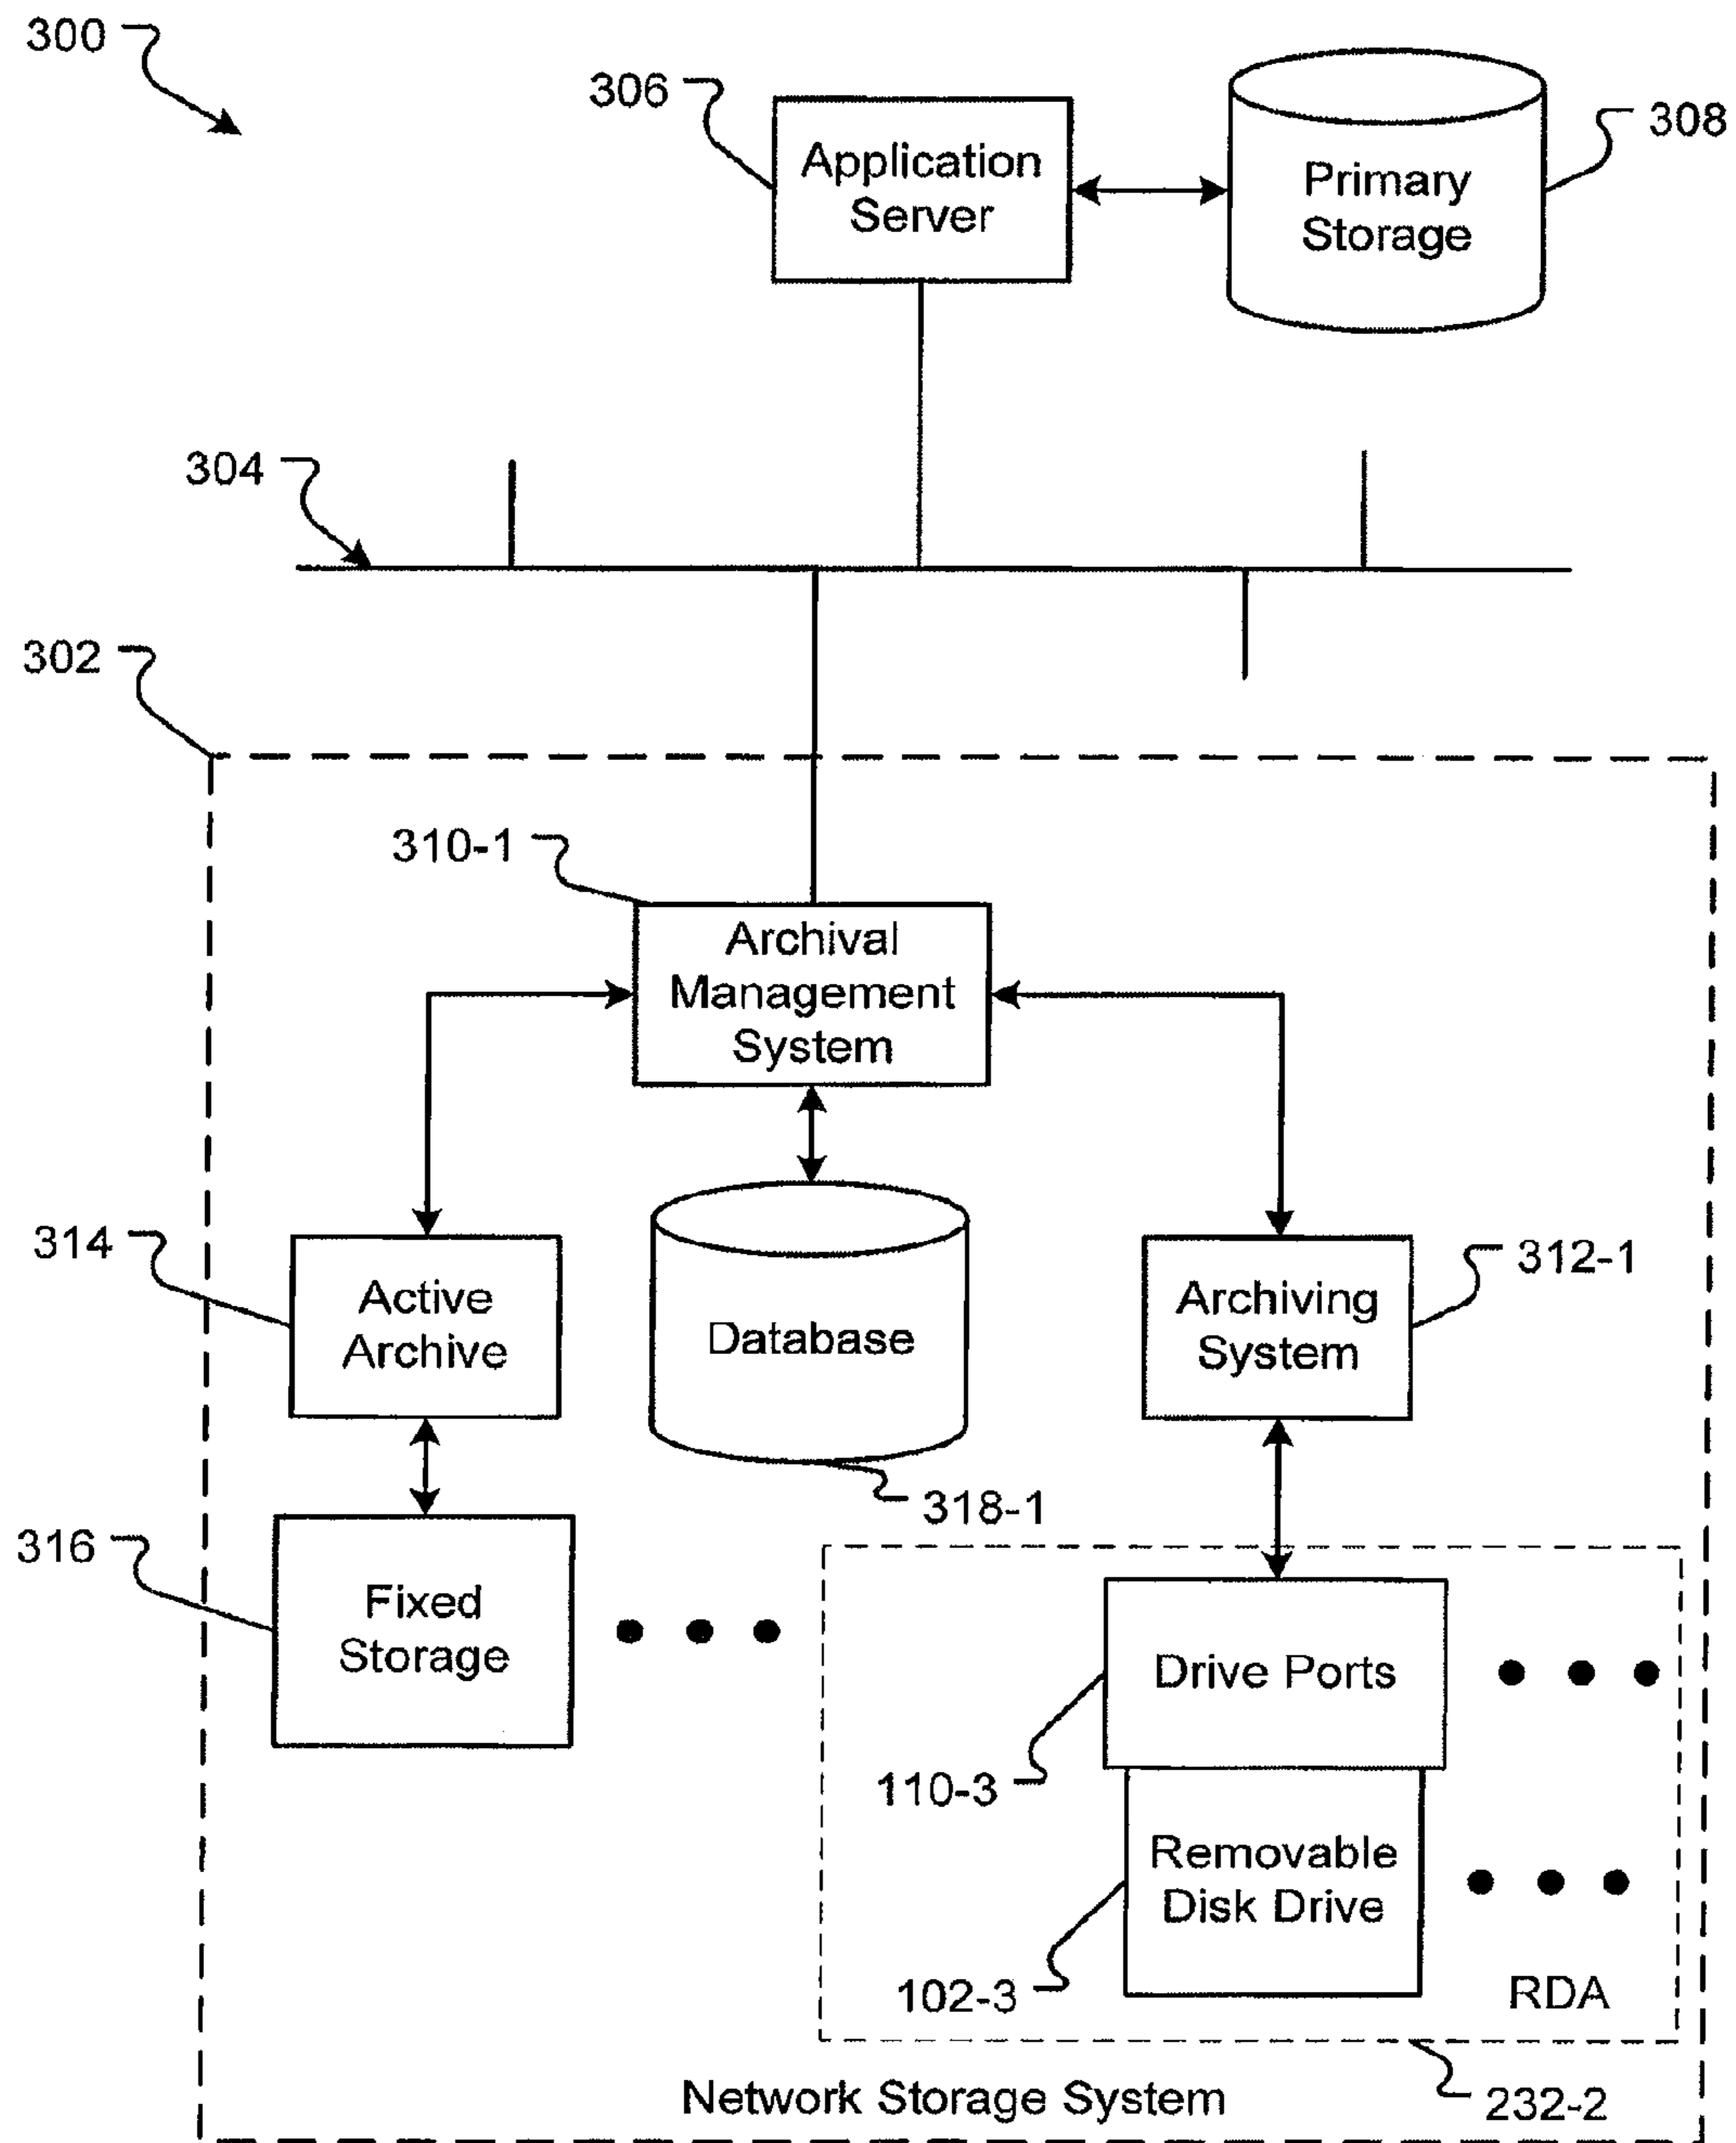 300
306
Application
Server
Primary
Storage
308
304
302
310-1
Archival
Management
System
314
Active
Archive
Database
Archiving
System
312-1
318-1
316
Fixed
Storage
Drive Ports
110-3
Removable
Disk Drive
102-3
RDA
Network Storage System
232-2